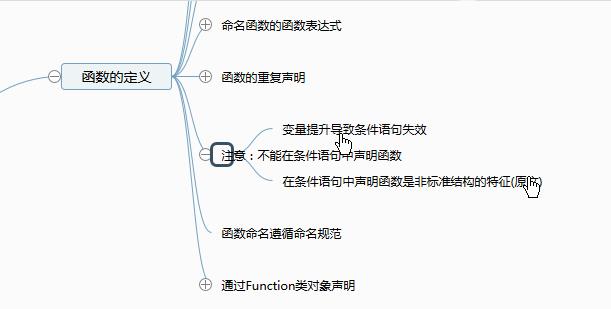 命名函数的函数表达式
函数的定义
函数的重复声明
变量提升导致条件语句失效
注意：不能在条件语句中声明函数
在条件语句中声明函数是非标准结构的特征(原因)
函数命名遵循命名规范
通过Function类对象声明